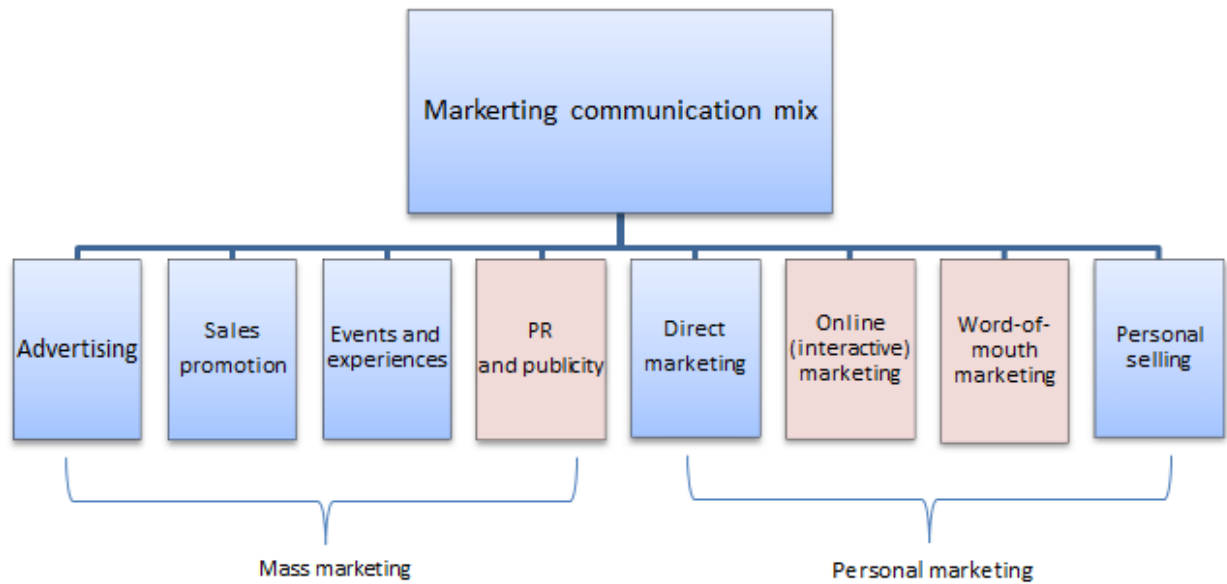 Markerting communication mix
Advertising
Sales
promotion
Events and
experiences
PR
and publicity
Direct
marketing
Online
(interactive)
marketing
Word-of-
mouth
marketing
Personal
selling
Mass marketing
Personal marketing